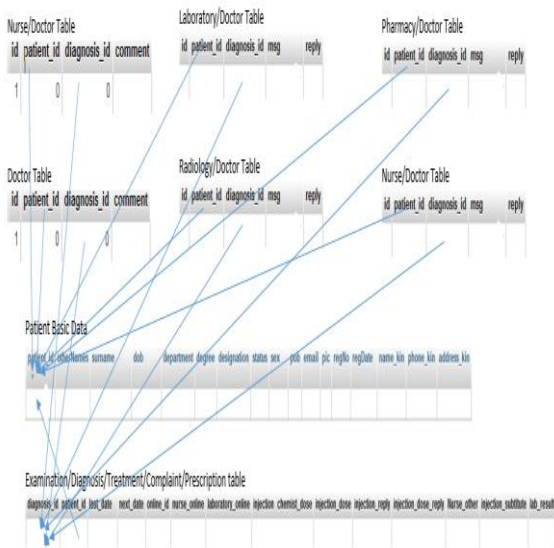 Nurse/Doctor Table
id patient_id diagnosis_id comment
1 0 0
Laboratory/Doctor Table
id patient_id diagnosis_id msg reply
Pharmacy/Doctor Table
id patient_id diagnosis_id msg reply
Doctor Table
id patient_id diagnosis_id comment
1 0 0
Radiology/Doctor Table
id patient_id diagnosis_id msg reply
Nurse/Doctor Table
id patient_id diagnosis_id msg reply
Patient Basic Data
patient_id otherNames surname dob department degree designation status sex pob email pic regNo regDate name_kin phone_kin address_kin
Examination/Diagnosis/Treatment/Complaint/Prescription table
diagnosis_id patient_id last_date next_date online_id nurse_online laboratory_online injection chemist_dose injection_dose injection_reply injection_dose_reply Nurse_other injection_subtitute lab_result